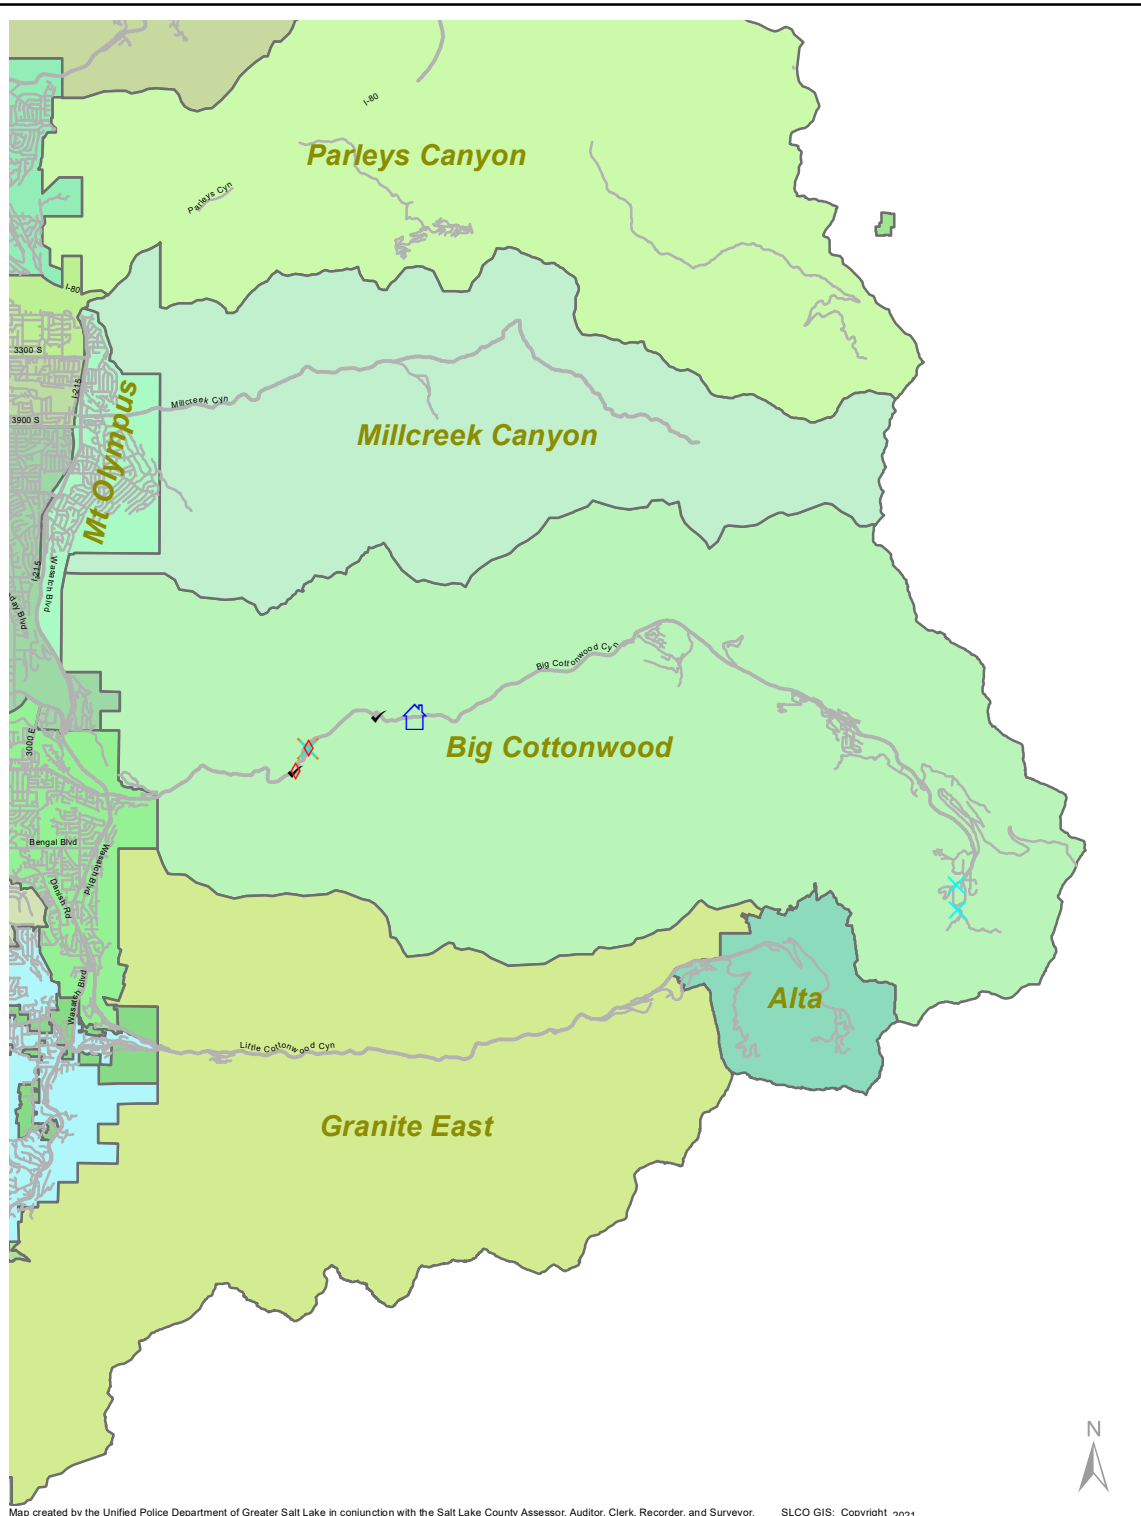 I-80
Parleys Canyon
Parleys Cyn
I-80
3300 S
I-215
Millcreek Cyn
3900 S
Millcreek Canyon
Mt Olympus
I-215
Wasatch Blvd
day Blvd
Big Cottonwood Cyn
3000 E
Big Cottonwood
Bengal Blvd
Wasatch Blvd
Danish Rd
Wasatch Blvd
Alta
Little Cottonwood Cyn
Granite East
N
Map created by the Unified Police Department of Greater Salt Lake in conjunction with the Salt Lake County Assessor, Auditor, Clerk, Recorder, and Surveyor. SLCO GIS: Copyright 2021